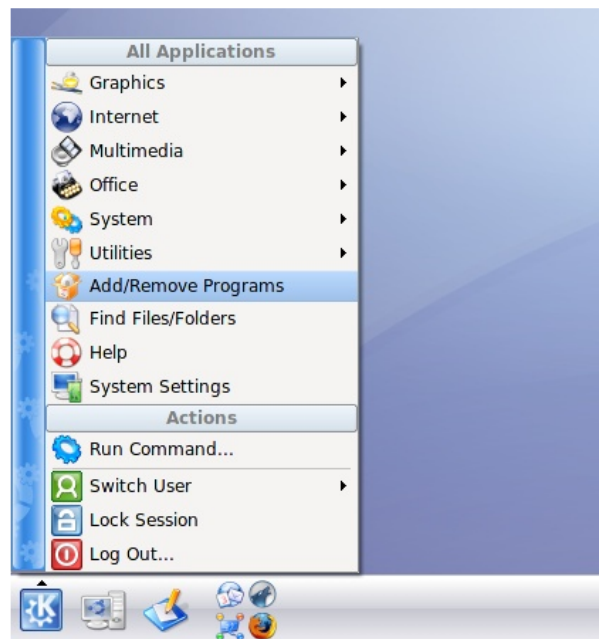 All Applications
Graphics
Internet
Multimedia
Office
System
Utilities
Add/Remove Programs
Find Files/Folders
Help
System Settings
Actions
Run Command...
Switch User
Lock Session
Log Out...